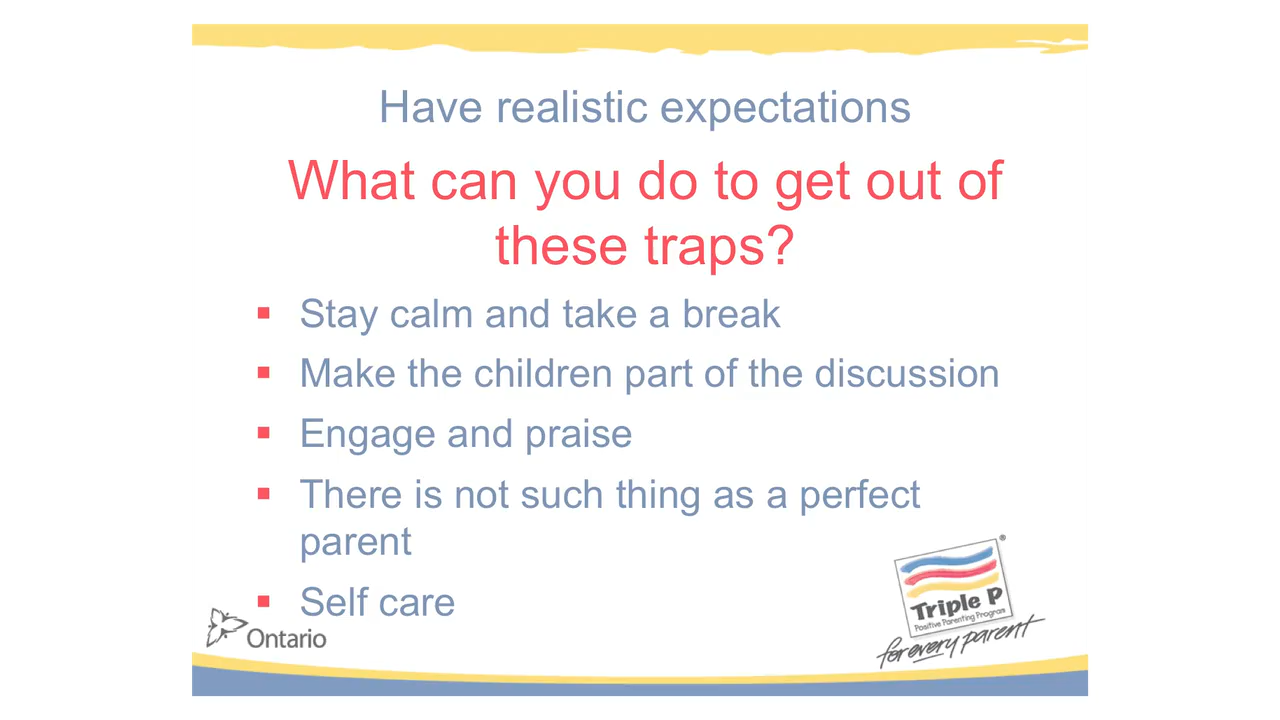 Have realistic expectations
What can you do to get out of
these traps?
▪ Stay calm and take a break
▪ Make the children part of the discussion
▪ Engage and praise
▪ There is not such thing as a perfect
parent
▪ Self care
Ontario
®
Triple P
Positive Parenting Program
for every parent